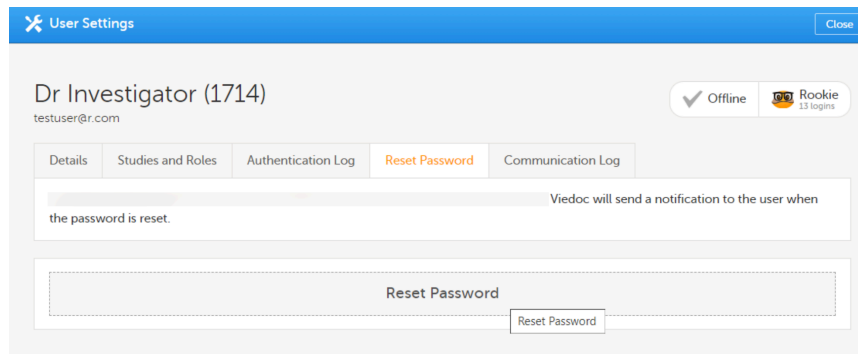 User Settings
Close
Dr Investigator (1714)
testuser@r.com
Offline
Rookie
13 logins
Details
Studies and Roles
Authentication Log
Reset Password
Communication Log
Viedoc will send a notification to the user when
the password is reset.
Reset Password
Reset Password